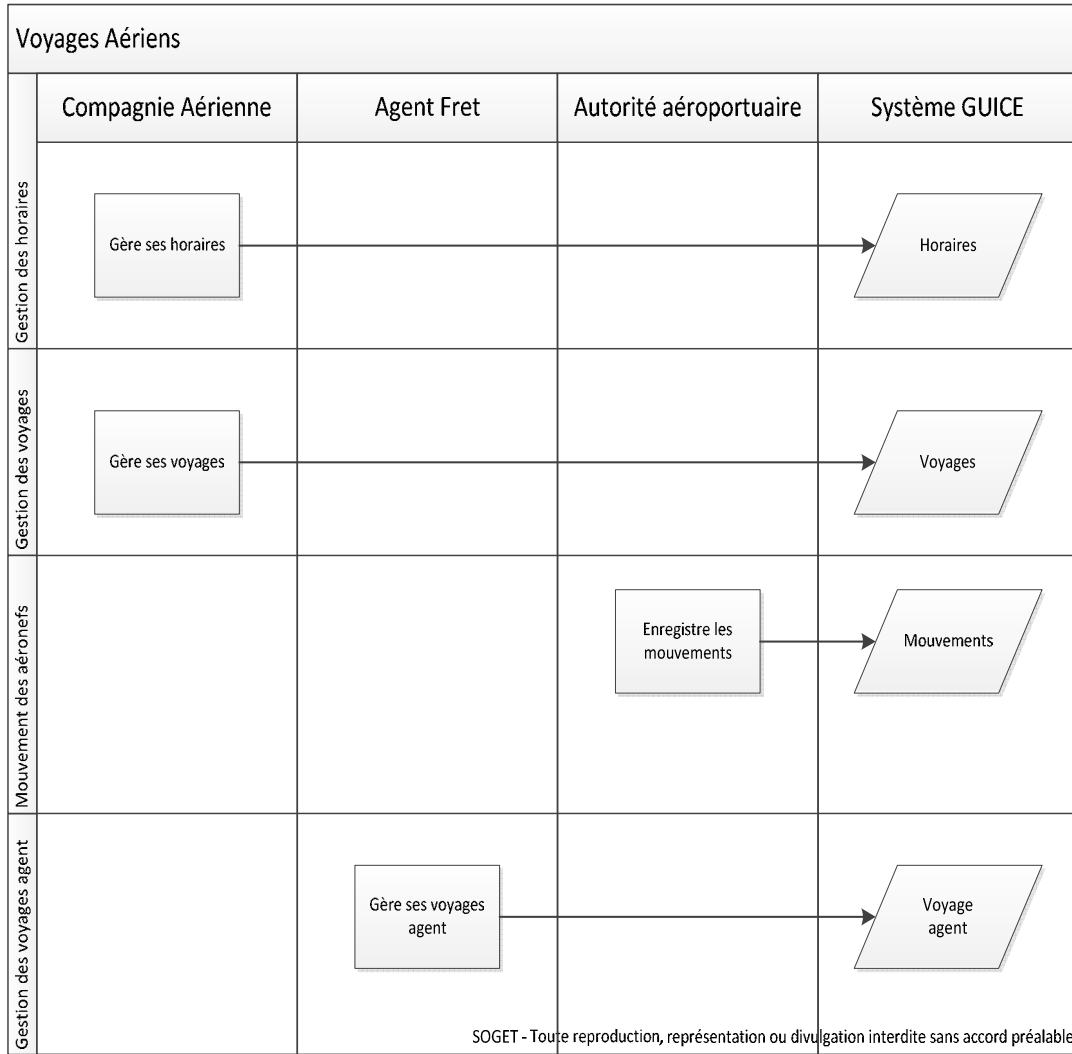 Voyages Aériens
Compagnie Aérienne
Agent Fret
Autorité aéroportuaire
Système GUICE
Gestion des horaires
Gère ses horaires
Horaires
Gestion des voyages
Gère ses voyages
Voyages
Mouvement des aéronefs
Enregistre les
mouvements
Mouvements
Gestion des voyages agent
Gère ses voyages
agent
Voyage
agent
SOGET - Toute reproduction, représentation ou divulgation interdite sans accord préalable